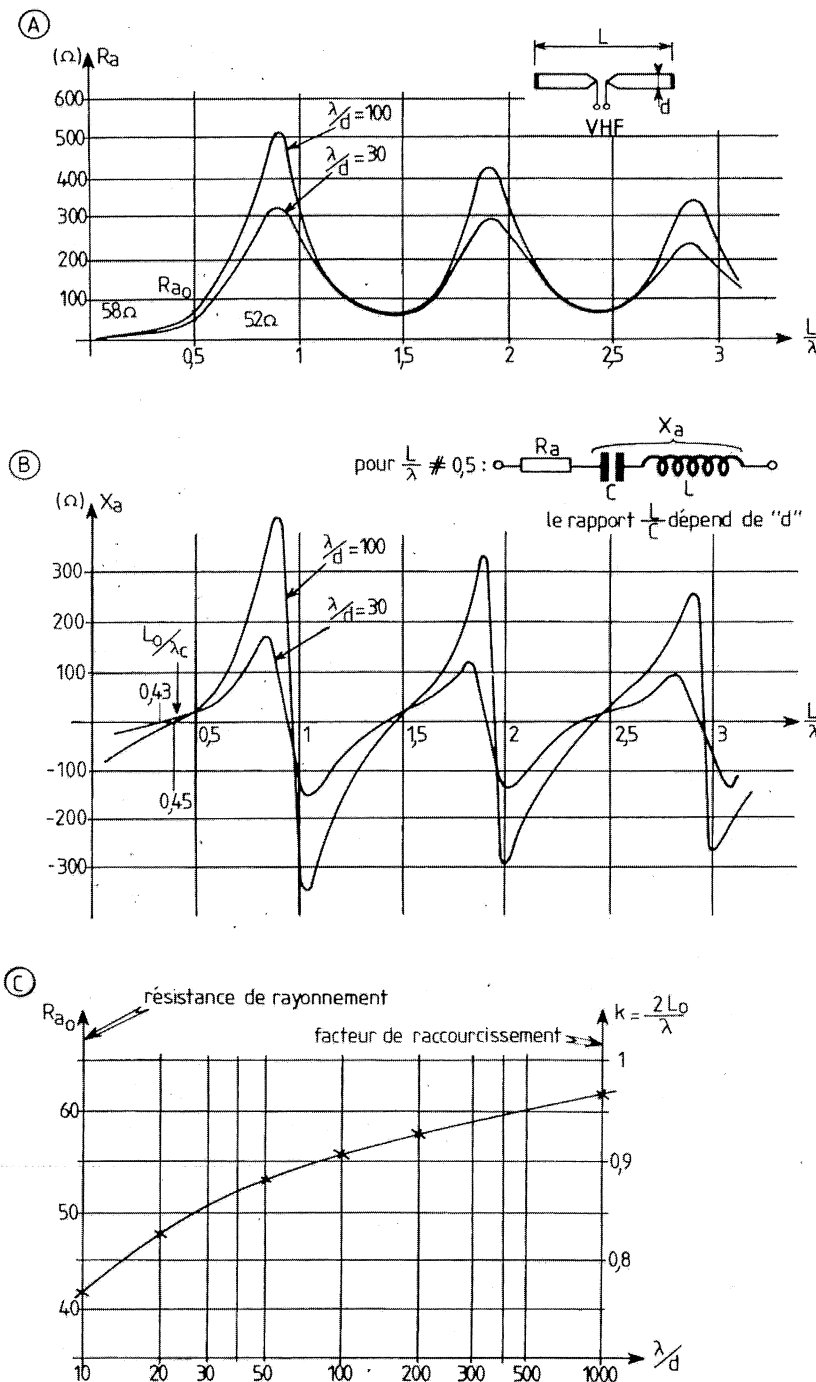 A
(Ω) Ra
L
d
VHF
600
500
400
300
200
100
λ/d=100
λ/d=30
Ra₀
58Ω
52Ω
0,5
1
1,5
2
2,5
3
L/λ
B
pour L/λ # 0,5 :
Ra
Xa
C
L
le rapport L/C dépend de "d"
(Ω) Xa
300
200
100
0
-100
-200
-300
λ/d=100
λ/d=30
L₀/λc
0,43
0,45
0,5
1
1,5
2
2,5
3
L/λ
C
Ra₀
résistance de rayonnement
facteur de raccourcissement
k = 2L₀/λ
60
50
40
1
0,9
0,8
10
20
30
50
100
200
300
500
1000
λ/d